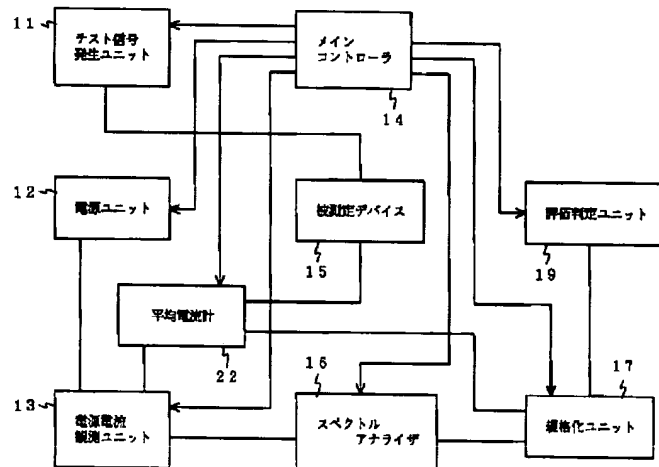 11
テスト信号
発生ユニット
メイン
コントローラ
14
12
電源ユニット
被測定デバイス
15
評価判定ユニット
19
平均電流計
22
13
電源電流
観測ユニット
16
スペクトル
アナライザ
17
規格化ユニット